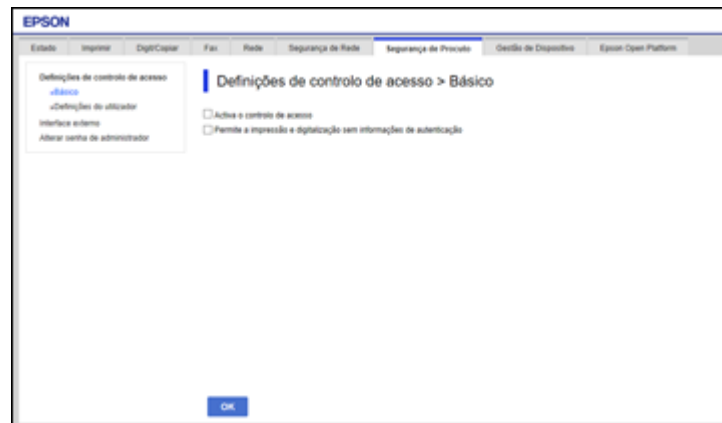 EPSON
Estado Imprimir Digit/Copiar Fax Rede Segurança de Rede Segurança de Procuto Gestão de Dispositivo Epson Open Platform
Definições de controlo de acesso
»Básico
»Definições do utilizador
Interface externo
Alterar senha de administrador
Definições de controlo de acesso > Básico
Activa o controlo de acesso
Permite a impressão e digitalização sem informações de autenticação
OK